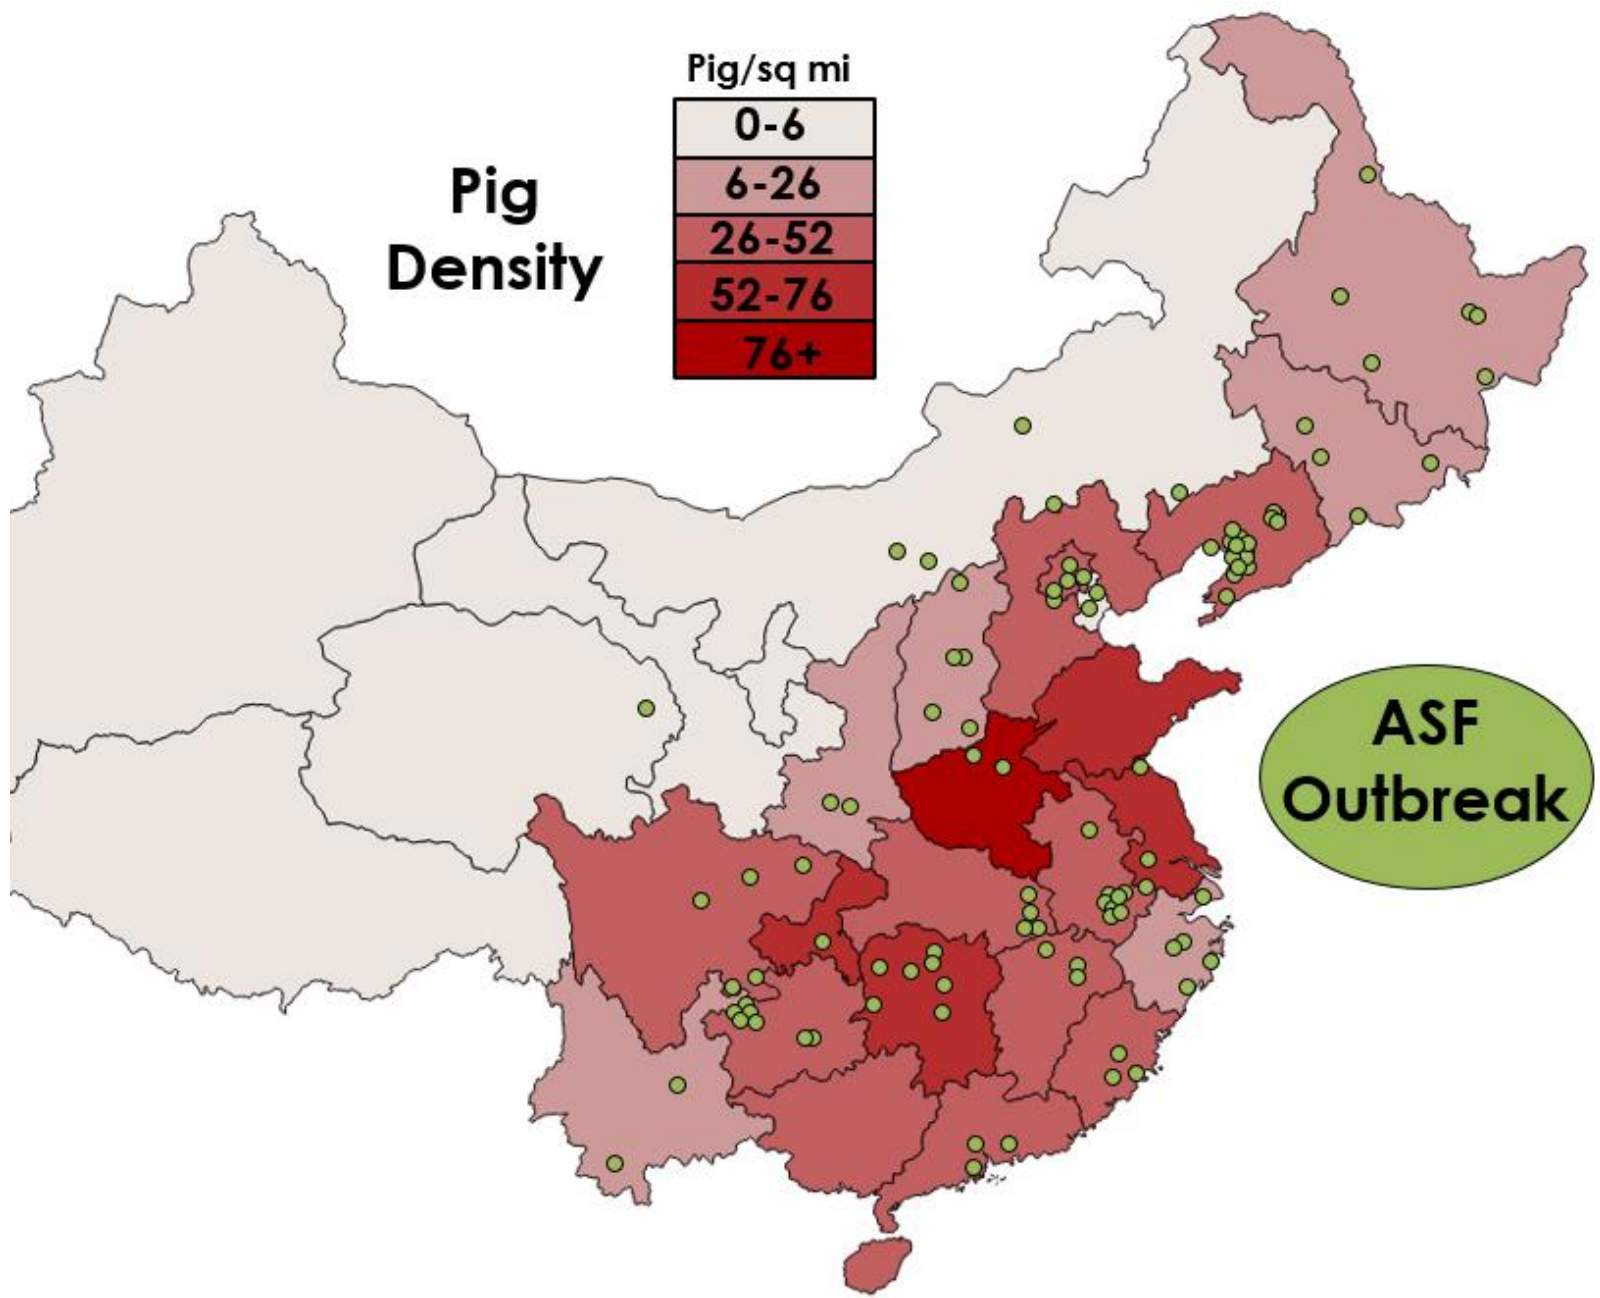 Pig/sq mi
0-6
6-26
26-52
52-76
76+
Pig
Density
ASF
Outbreak